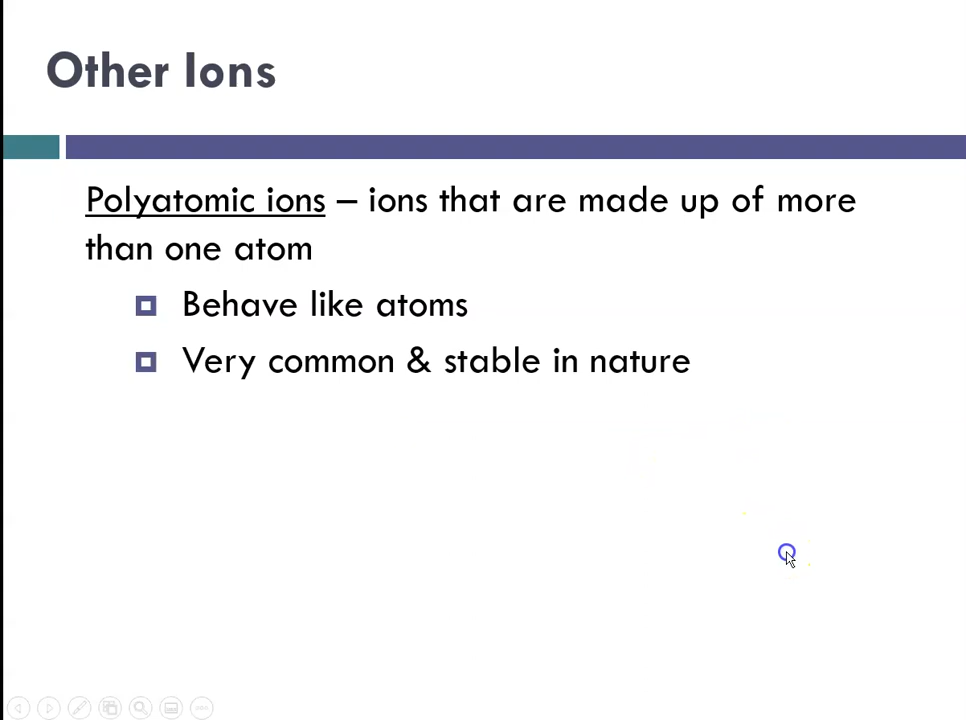 Other Ions
Polyatomic ions – ions that are made up of more
than one atom
Behave like atoms
Very common & stable in nature